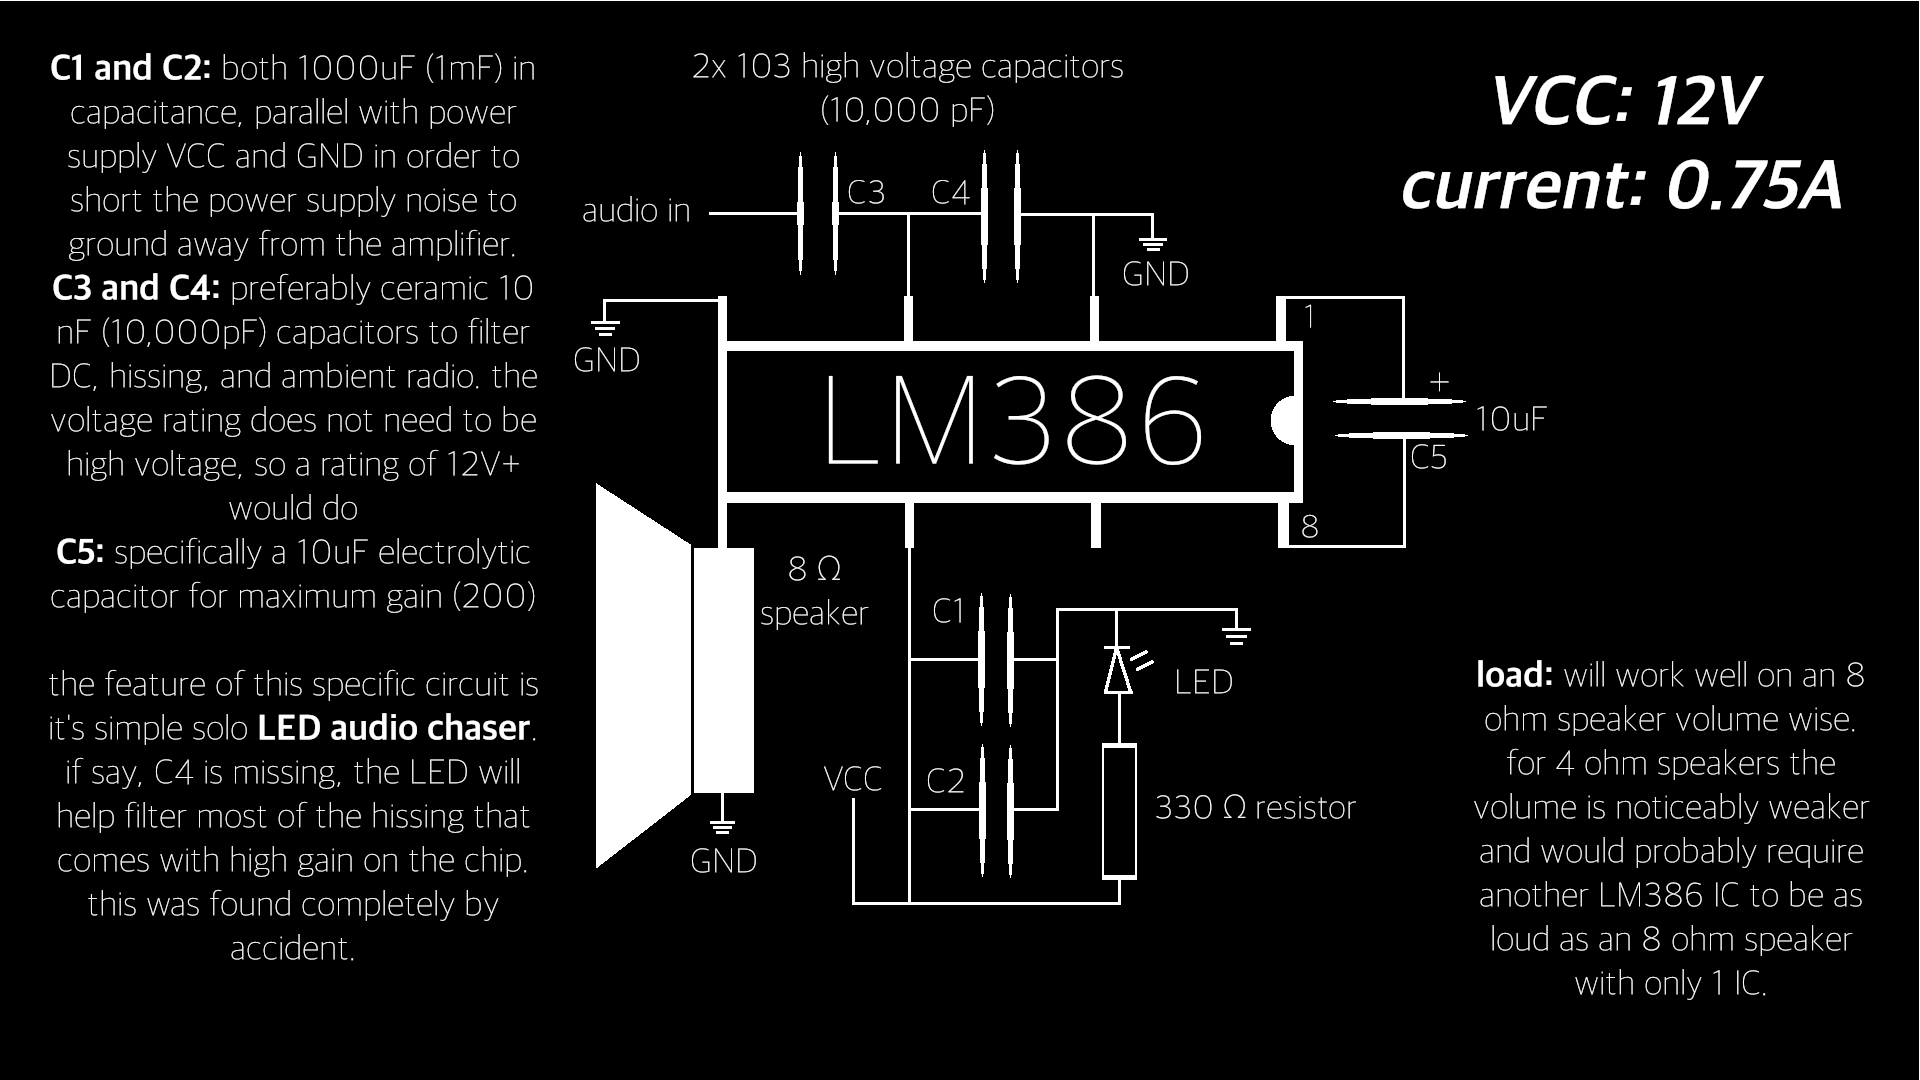 C1 and C2: both 1000uF (1mF) in
capacitance, parallel with power
supply VCC and GND in order to
short the power supply noise to
ground away from the amplifier.
C3 and C4: preferably ceramic 10
nF (10,000pF) capacitors to filter
DC, hissing, and ambient radio. the
voltage rating does not need to be
high voltage, so a rating of 12V+
would do
C5: specifically a 10uF electrolytic
capacitor for maximum gain (200)
the feature of this specific circuit is
it's simple solo LED audio chaser.
if say, C4 is missing, the LED will
help filter most of the hissing that
comes with high gain on the chip.
this was found completely by
accident.
2x 103 high voltage capacitors
(10,000 pF)
audio in
C3
C4
GND
GND
1
LM386
+
10uF
C5
8
8 Ω
speaker
GND
C1
C2
VCC
LED
330 Ω resistor
VCC: 12V
current: 0.75A
load: will work well on an 8
ohm speaker volume wise.
for 4 ohm speakers the
volume is noticeably weaker
and would probably require
another LM386 IC to be as
loud as an 8 ohm speaker
with only 1 IC.